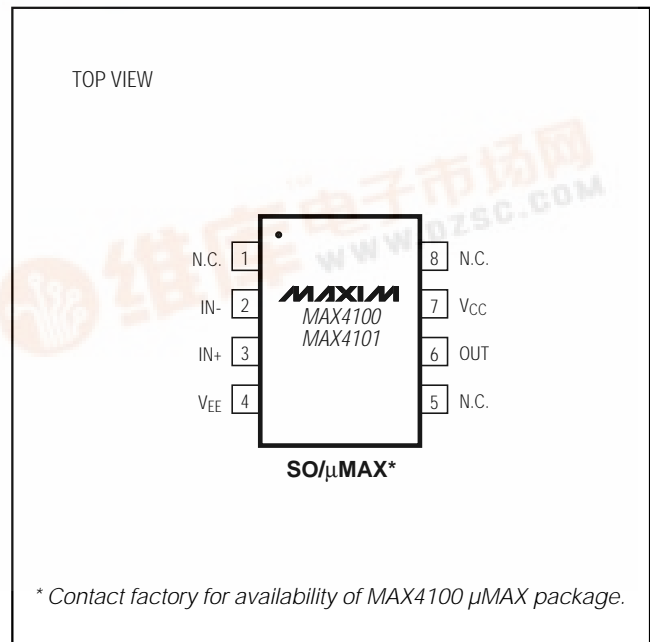 TOP VIEW
维库电子市场网™
WWW.DZSC.COM
N.C. 1
IN- 2
IN+ 3
VEE 4
8 N.C.
7 VCC
6 OUT
5 N.C.
MAXIM
MAX4100
MAX4101
SO/µMAX*
* Contact factory for availability of MAX4100 µMAX package.